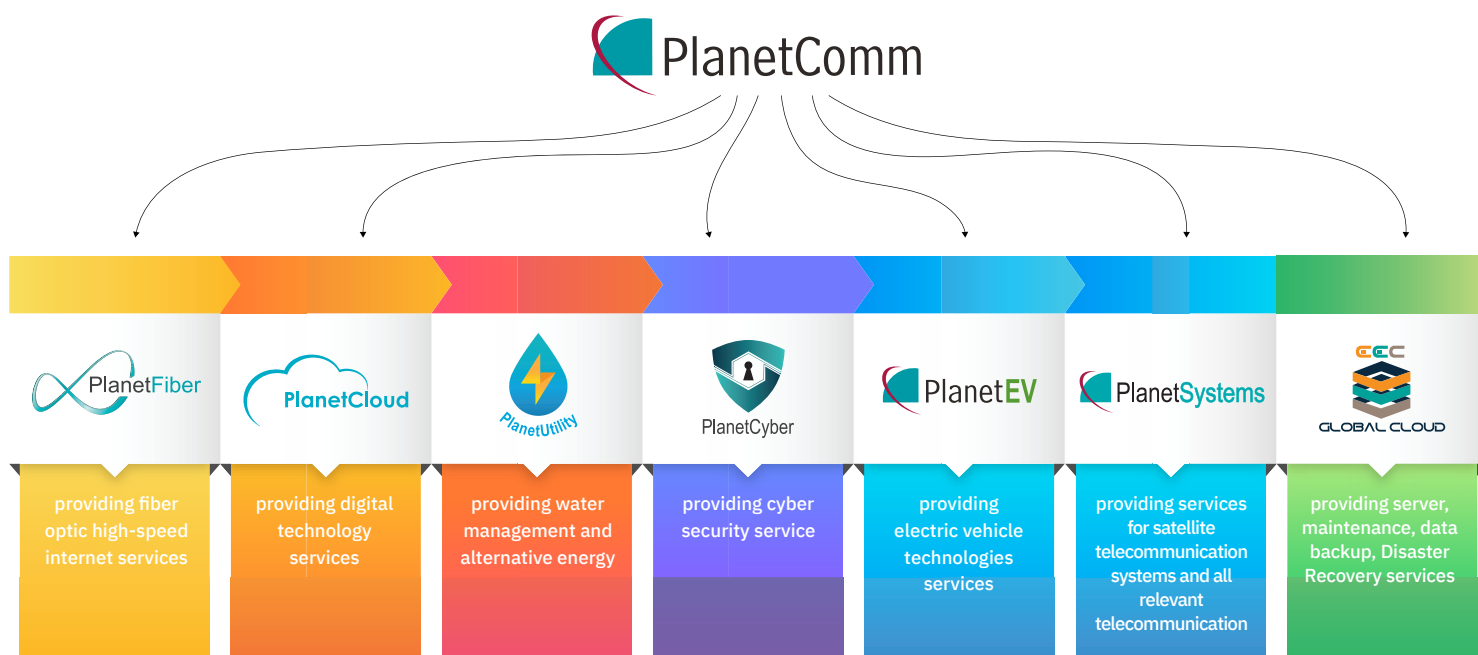 PlanetComm
PlanetFiber
providing fiber
optic high-speed
internet services
PlanetCloud
providing digital
technology
services
PlanetUtility
providing water
management and
alternative energy
PlanetCyber
providing cyber
security service
PlanetEV
providing
electric vehicle
technologies
services
PlanetSystems
providing services
for satellite
telecommunication
systems and all
relevant
telecommunication
GLOBAL CLOUD
providing server,
maintenance, data
backup, Disaster
Recovery services